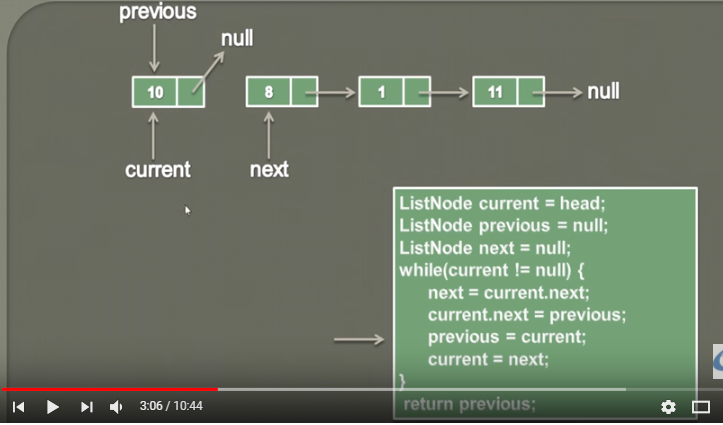 previous
null
10 8 1 11 null
current next
ListNode current = head;
ListNode previous = null;
ListNode next = null;
while(current != null) {
next = current.next;
current.next = previous;
previous = current;
current = next;
}
return previous;
3:06 / 10:44